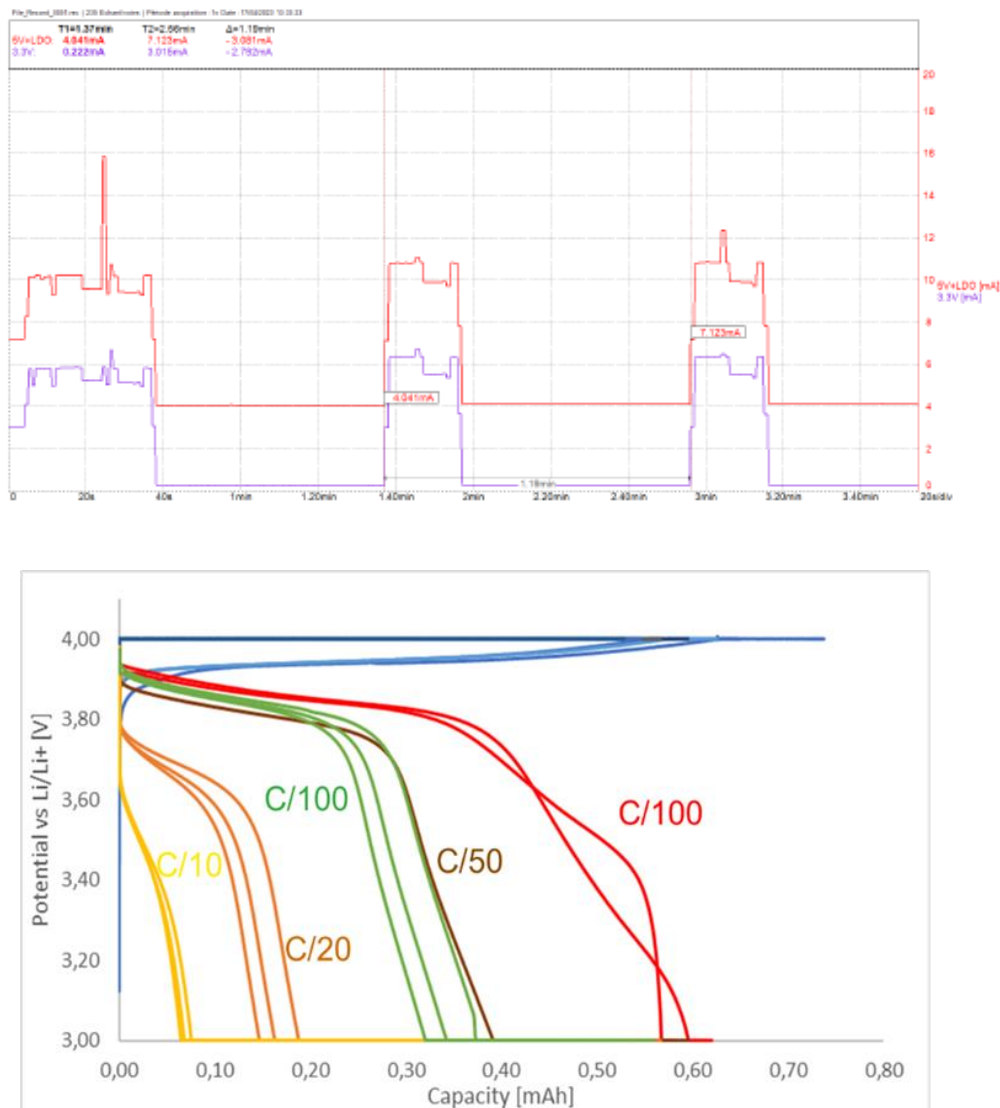 T1=1.37min T2=2.56min Δ=1.19min
5V+LDO: 4.041mA 7.123mA -3.081mA
3.3V: 0.222mA 3.015mA -2.792mA
20
18
16
14
12
10
5V+LDO [mA]
3.3V [mA]
8
7.123mA
6
4.041mA
4
2
1.19min
0
0 20s 40s 1min 1.20min 1.40min 2min 2.20min 2.40min 3min 3.20min 3.40min 20s/div
4,00
3,80
3,60
3,40
3,20
3,00
Potential vs Li/Li+ [V]
C/100
C/100
C/10
C/50
C/20
0,00 0,10 0,20 0,30 0,40 0,50 0,60 0,70 0,80
Capacity [mAh]